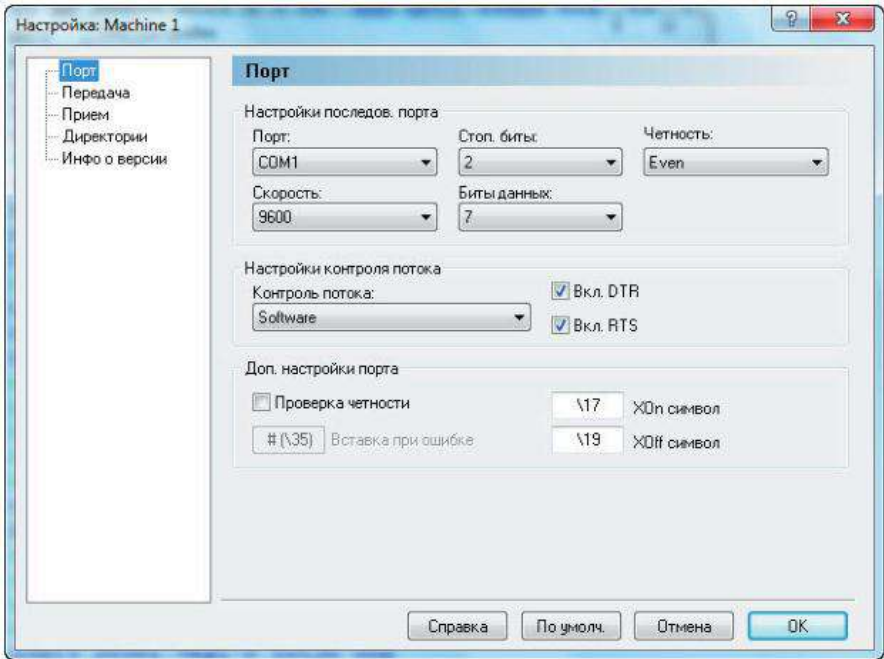 Настройка: Machine 1
Порт
Передача
Прием
Директории
Инфо о версии
Порт
Настройки последов. порта
Порт: Стоп. биты: Четность:
COM1 2 Even
Скорость: Биты данных:
9600 7
Настройки контроля потока
Контроль потока:
Software
Вкл. DTR
Вкл. RTS
Доп. настройки порта
Проверка четности \17 XOn символ
# (\35) Вставка при ошибке \19 XOff символ
Справка По умолч. Отмена OK